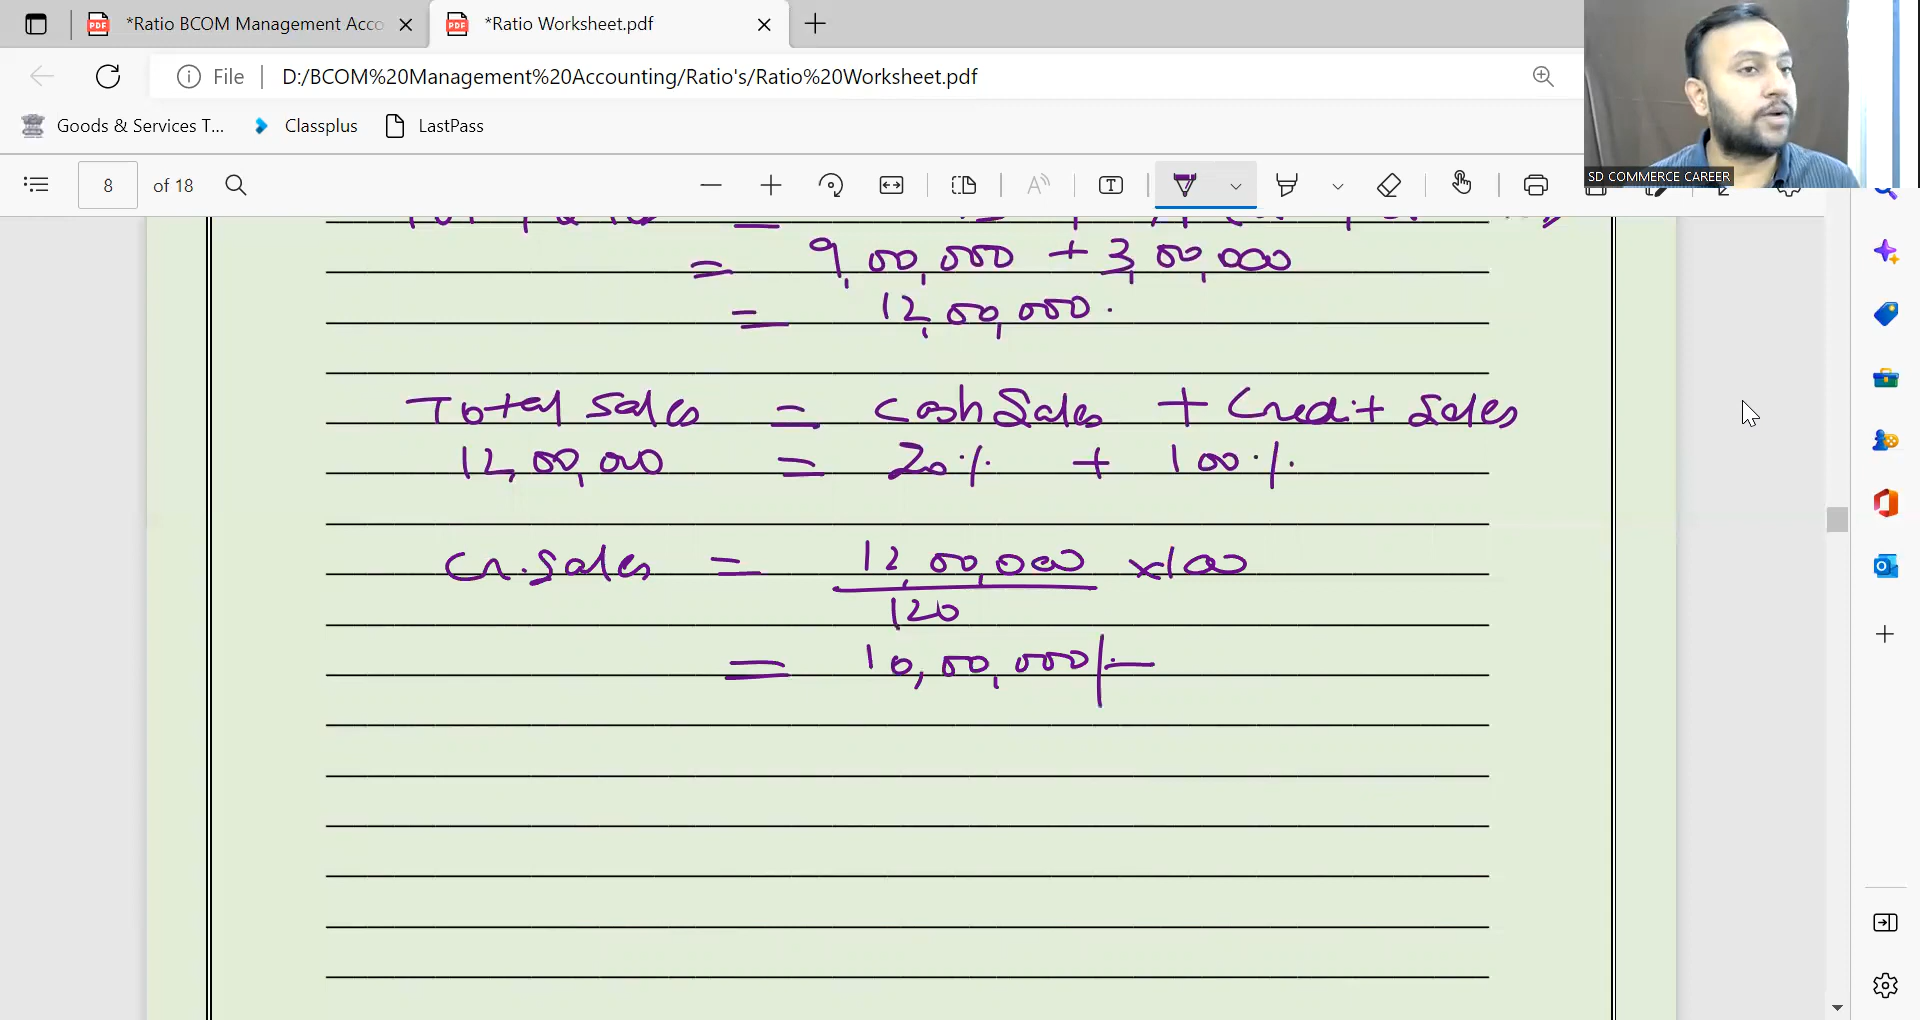 *Ratio BCOM Management Acco
*Ratio Worksheet.pdf
File D:/BCOM%20Management%20Accounting/Ratio's/Ratio%20Worksheet.pdf
Goods & Services T... Classplus LastPass
8 of 18
SD COMMERCE CAREER
= 9,00,000 + 3,00,000
= 12,00,000.
Total Sales = Cash Sales + Credit Sales
12,00,000 = 20% + 100%.
Cr. Sales = 12,00,000 x100
120
= 10,00,000/-